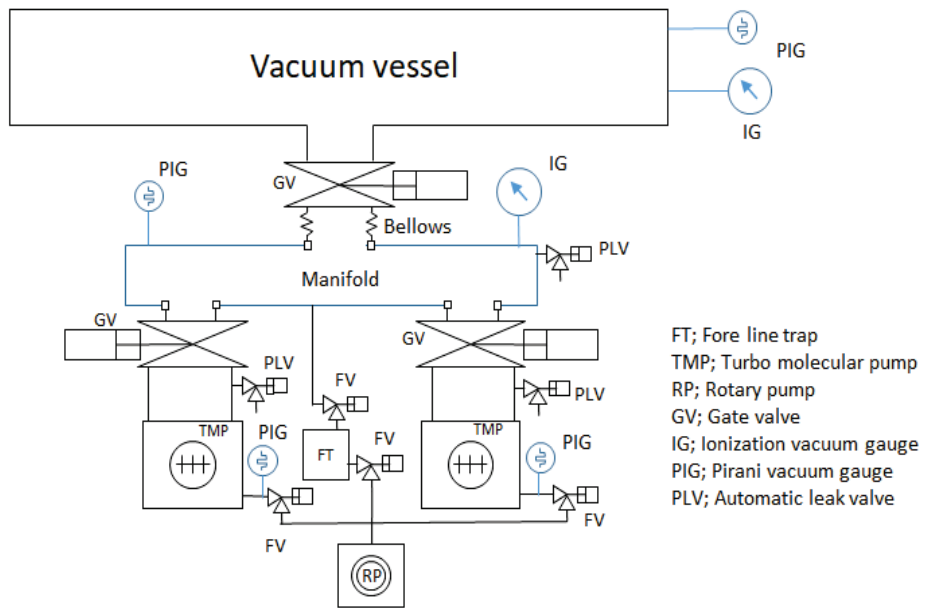 Vacuum vessel
PIG
IG
PIG
GV
IG
Bellows
PLV
Manifold
GV
GV
PLV
FV
PLV
TMP
PIG
FT
FV
TMP
PIG
FV
FV
RP
FT; Fore line trap
TMP; Turbo molecular pump
RP; Rotary pump
GV; Gate valve
IG; Ionization vacuum gauge
PIG; Pirani vacuum gauge
PLV; Automatic leak valve